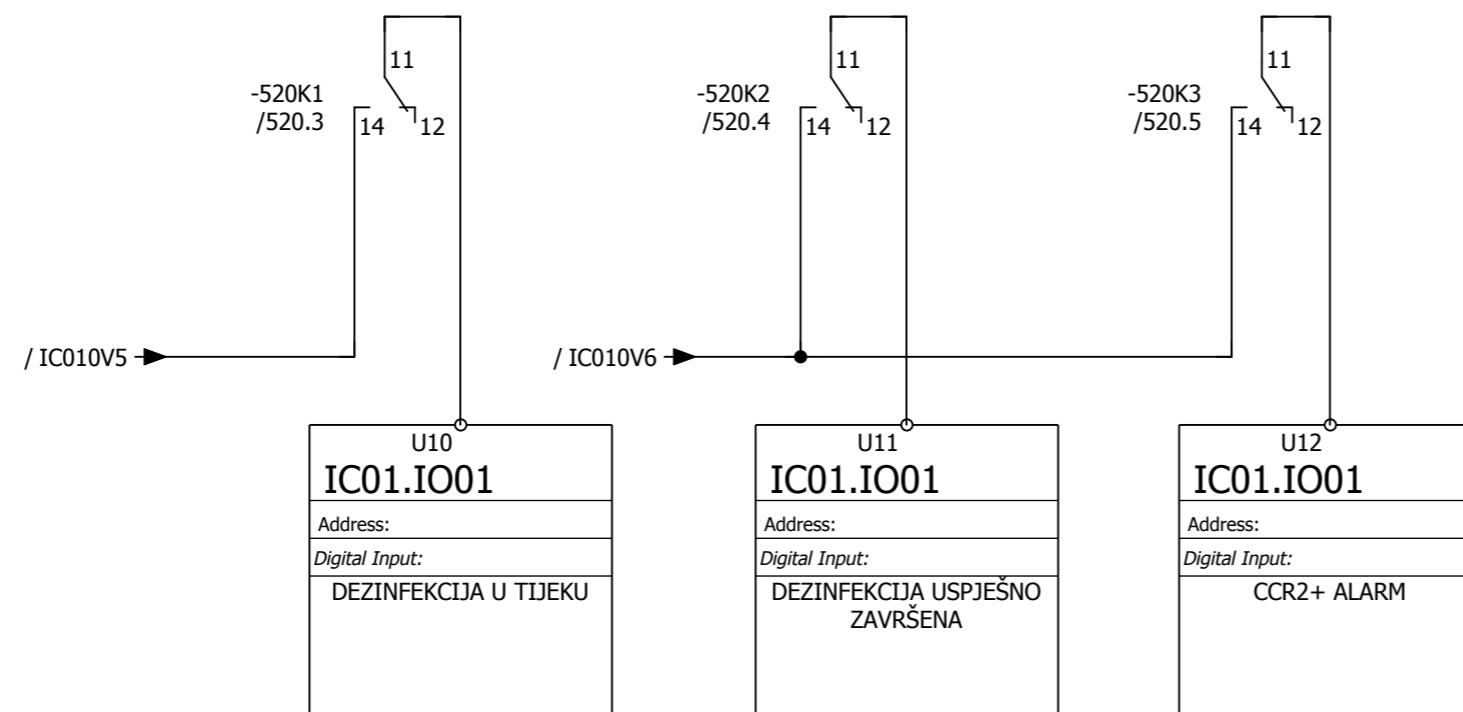 11
-520K1
/520.3
14
12
11
-520K2
/520.4
14
12
11
-520K3
/520.5
14
12
/ IC010V5
/ IC010V6
U10
IC01.IO01
Address:
Digital Input:
DEZINFEKCIJA U TIJEKU
U11
IC01.IO01
Address:
Digital Input:
DEZINFEKCIJA USPJEŠNO
ZAVRŠENA
U12
IC01.IO01
Address:
Digital Input:
CCR2+ ALARM